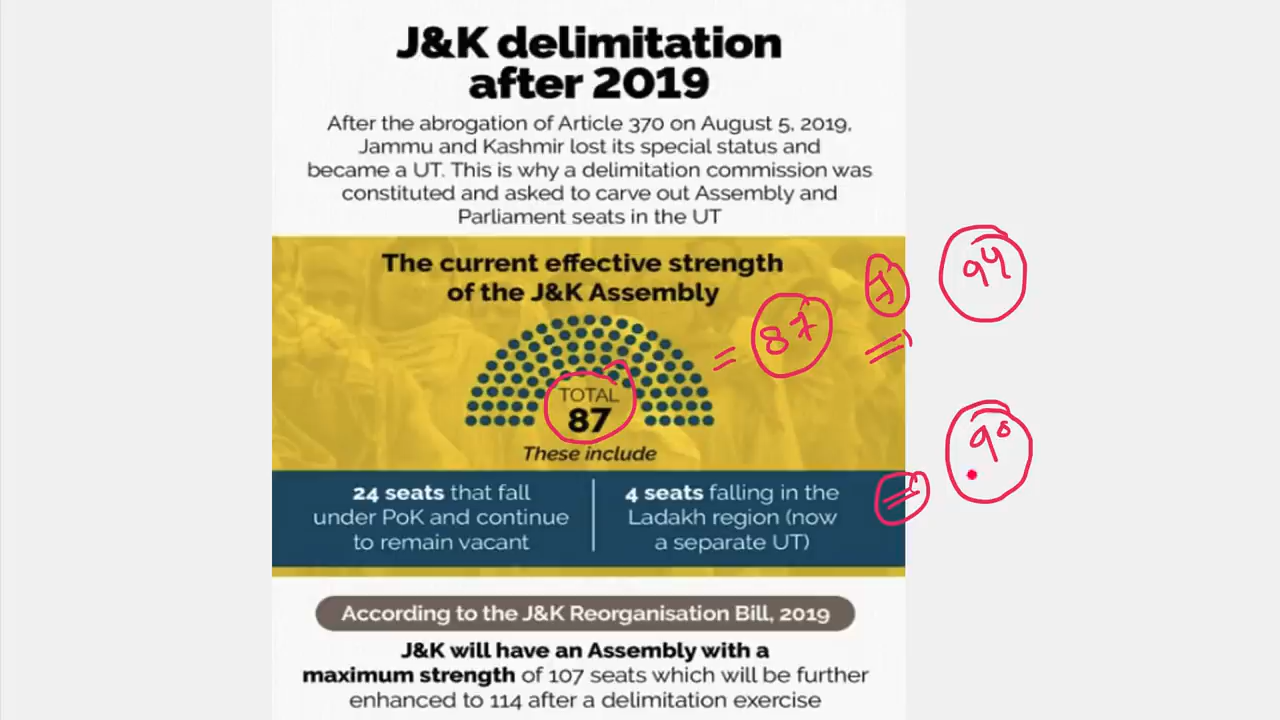 J&K delimitation
after 2019
After the abrogation of Article 370 on August 5, 2019,
Jammu and Kashmir lost its special status and
became a UT. This is why a delimitation commission was
constituted and asked to carve out Assembly and
Parliament seats in the UT
The current effective strength
of the J&K Assembly
TOTAL
87
= 87
90
These include
24 seats that fall
under PoK and continue
to remain vacant
4 seats falling in the
Ladakh region (now
a separate UT)
According to the J&K Reorganisation Bill, 2019
J&K will have an Assembly with a
maximum strength of 107 seats which will be further
enhanced to 114 after a delimitation exercise